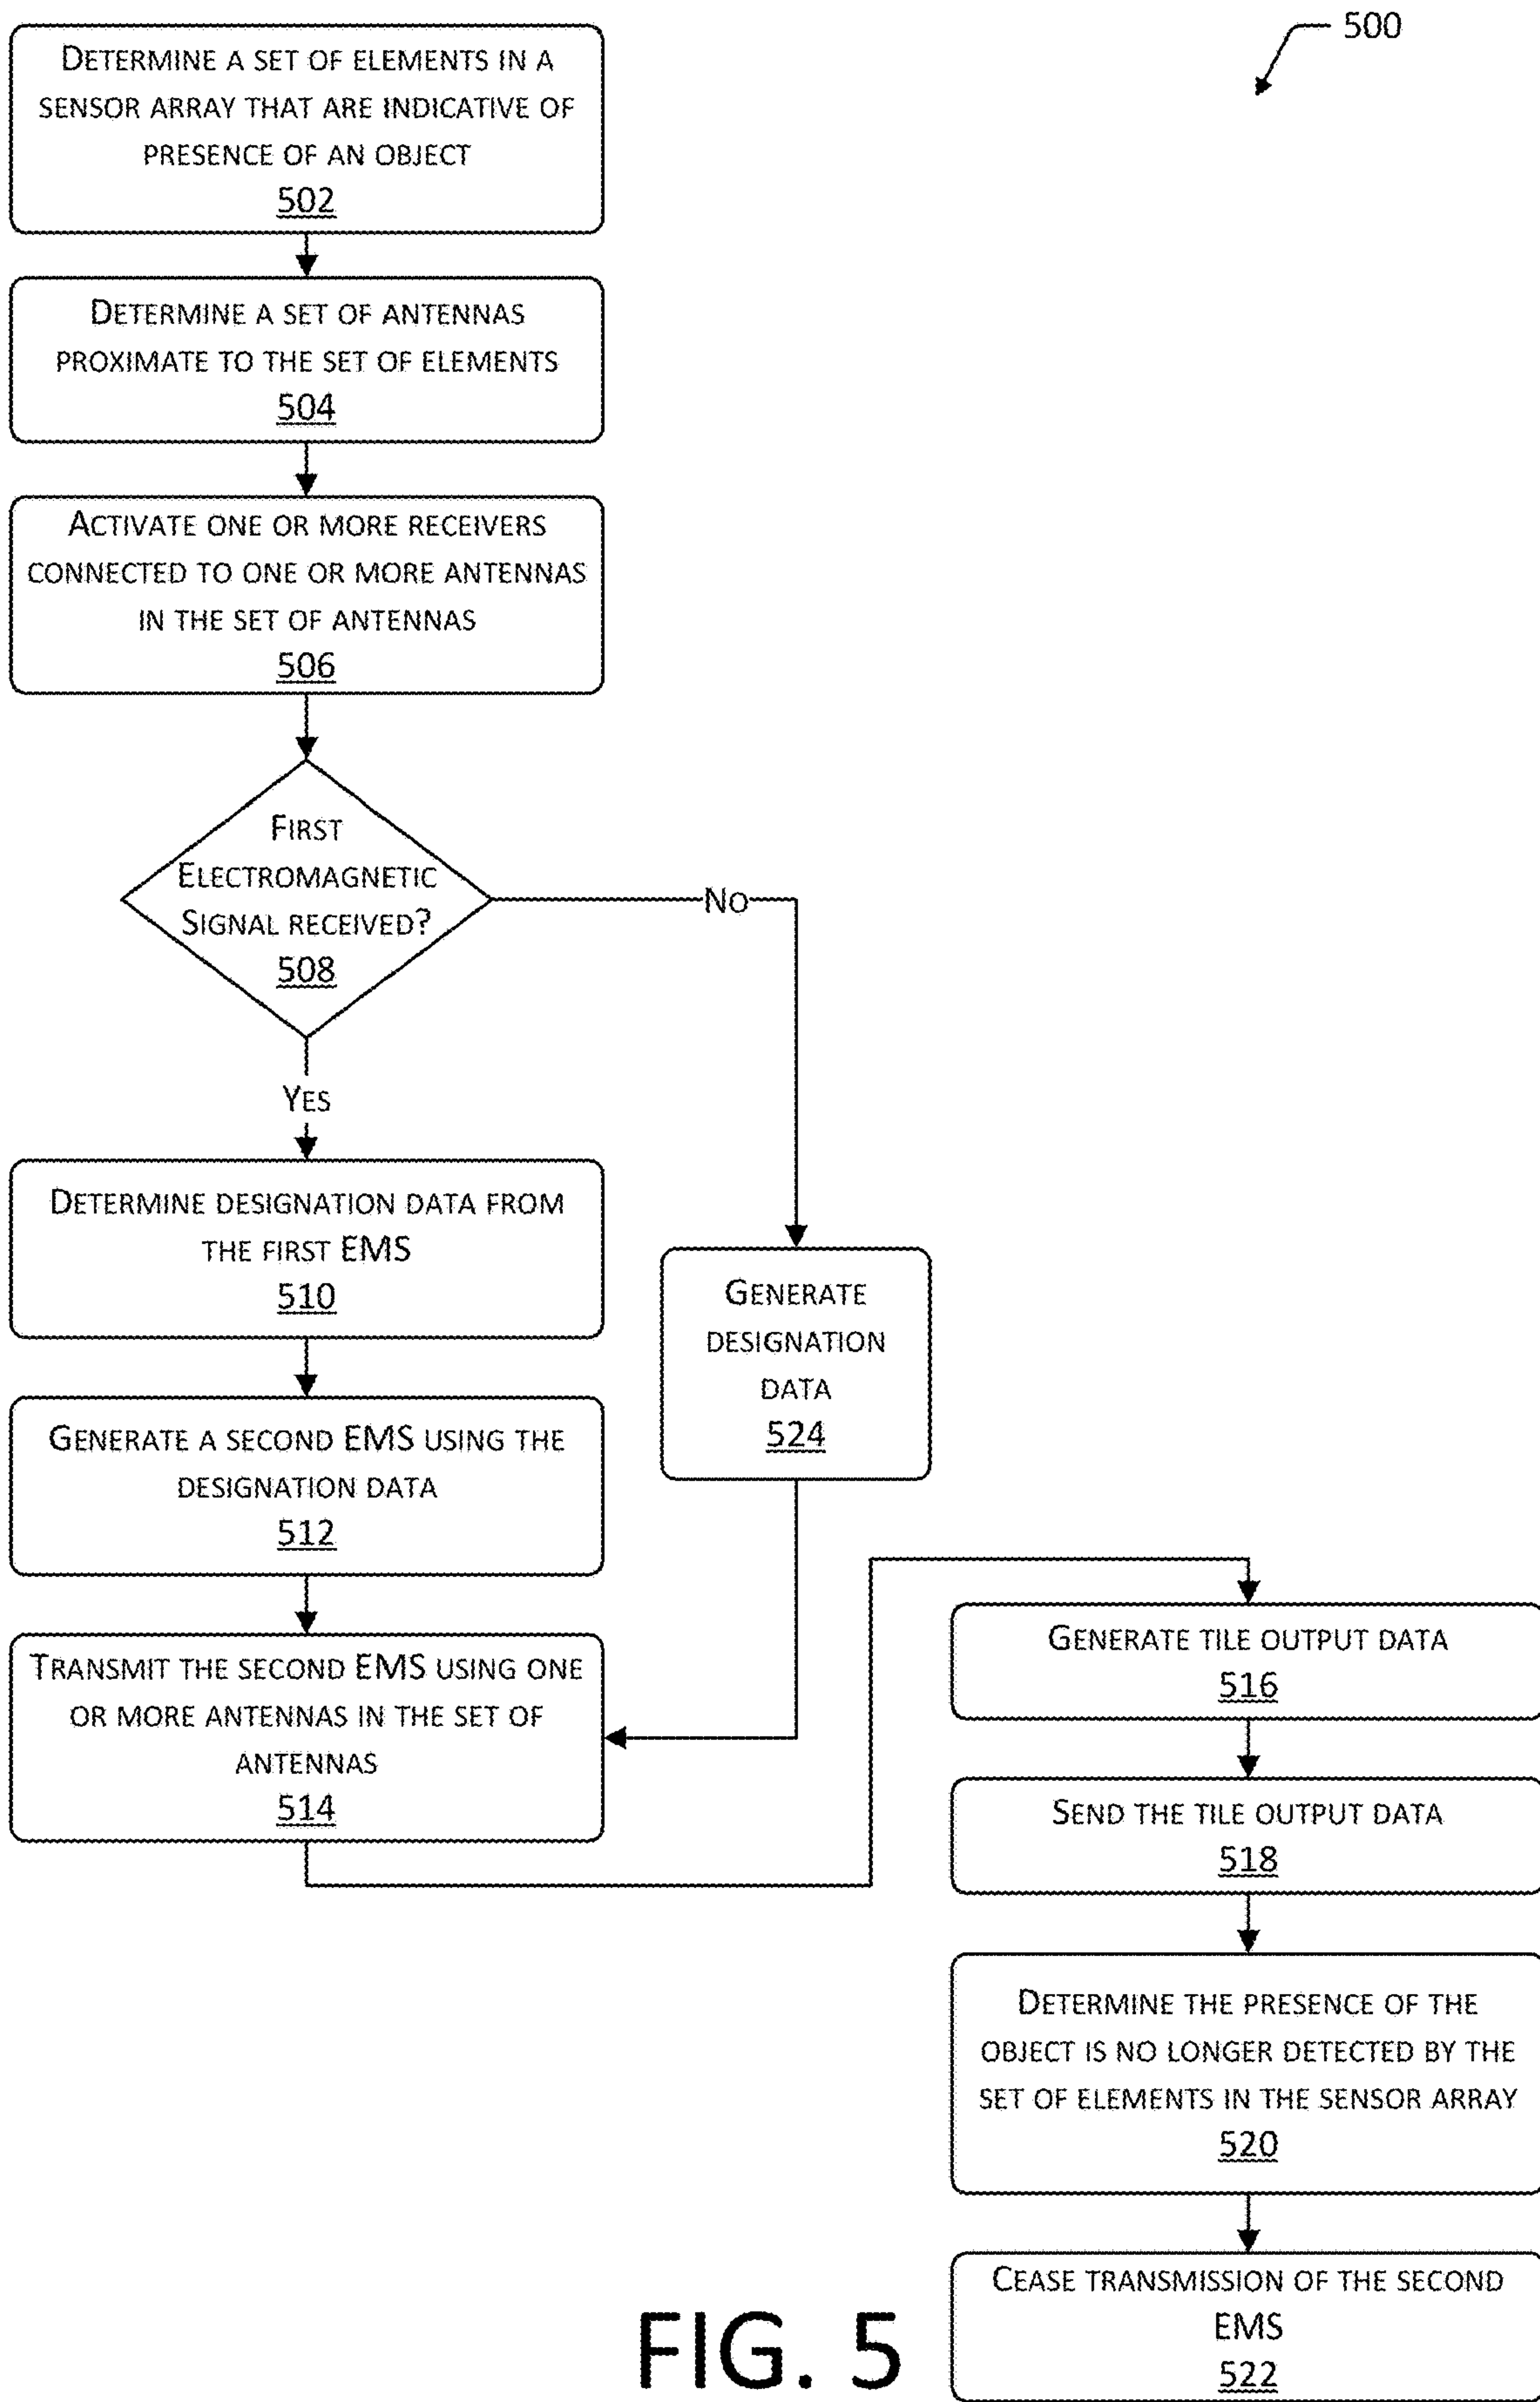 500
DETERMINE A SET OF ELEMENTS IN A
SENSOR ARRAY THAT ARE INDICATIVE OF
PRESENCE OF AN OBJECT
502
DETERMINE A SET OF ANTENNAS
PROXIMATE TO THE SET OF ELEMENTS
504
ACTIVATE ONE OR MORE RECEIVERS
CONNECTED TO ONE OR MORE ANTENNAS
IN THE SET OF ANTENNAS
506
FIRST
ELECTROMAGNETIC
SIGNAL RECEIVED?
508
NO
YES
DETERMINE DESIGNATION DATA FROM
THE FIRST EMS
510
GENERATE A SECOND EMS USING THE
DESIGNATION DATA
512
TRANSMIT THE SECOND EMS USING ONE
OR MORE ANTENNAS IN THE SET OF
ANTENNAS
514
GENERATE
DESIGNATION
DATA
524
GENERATE TILE OUTPUT DATA
516
SEND THE TILE OUTPUT DATA
518
DETERMINE THE PRESENCE OF THE
OBJECT IS NO LONGER DETECTED BY THE
SET OF ELEMENTS IN THE SENSOR ARRAY
520
CEASE TRANSMISSION OF THE SECOND
EMS
522
FIG. 5